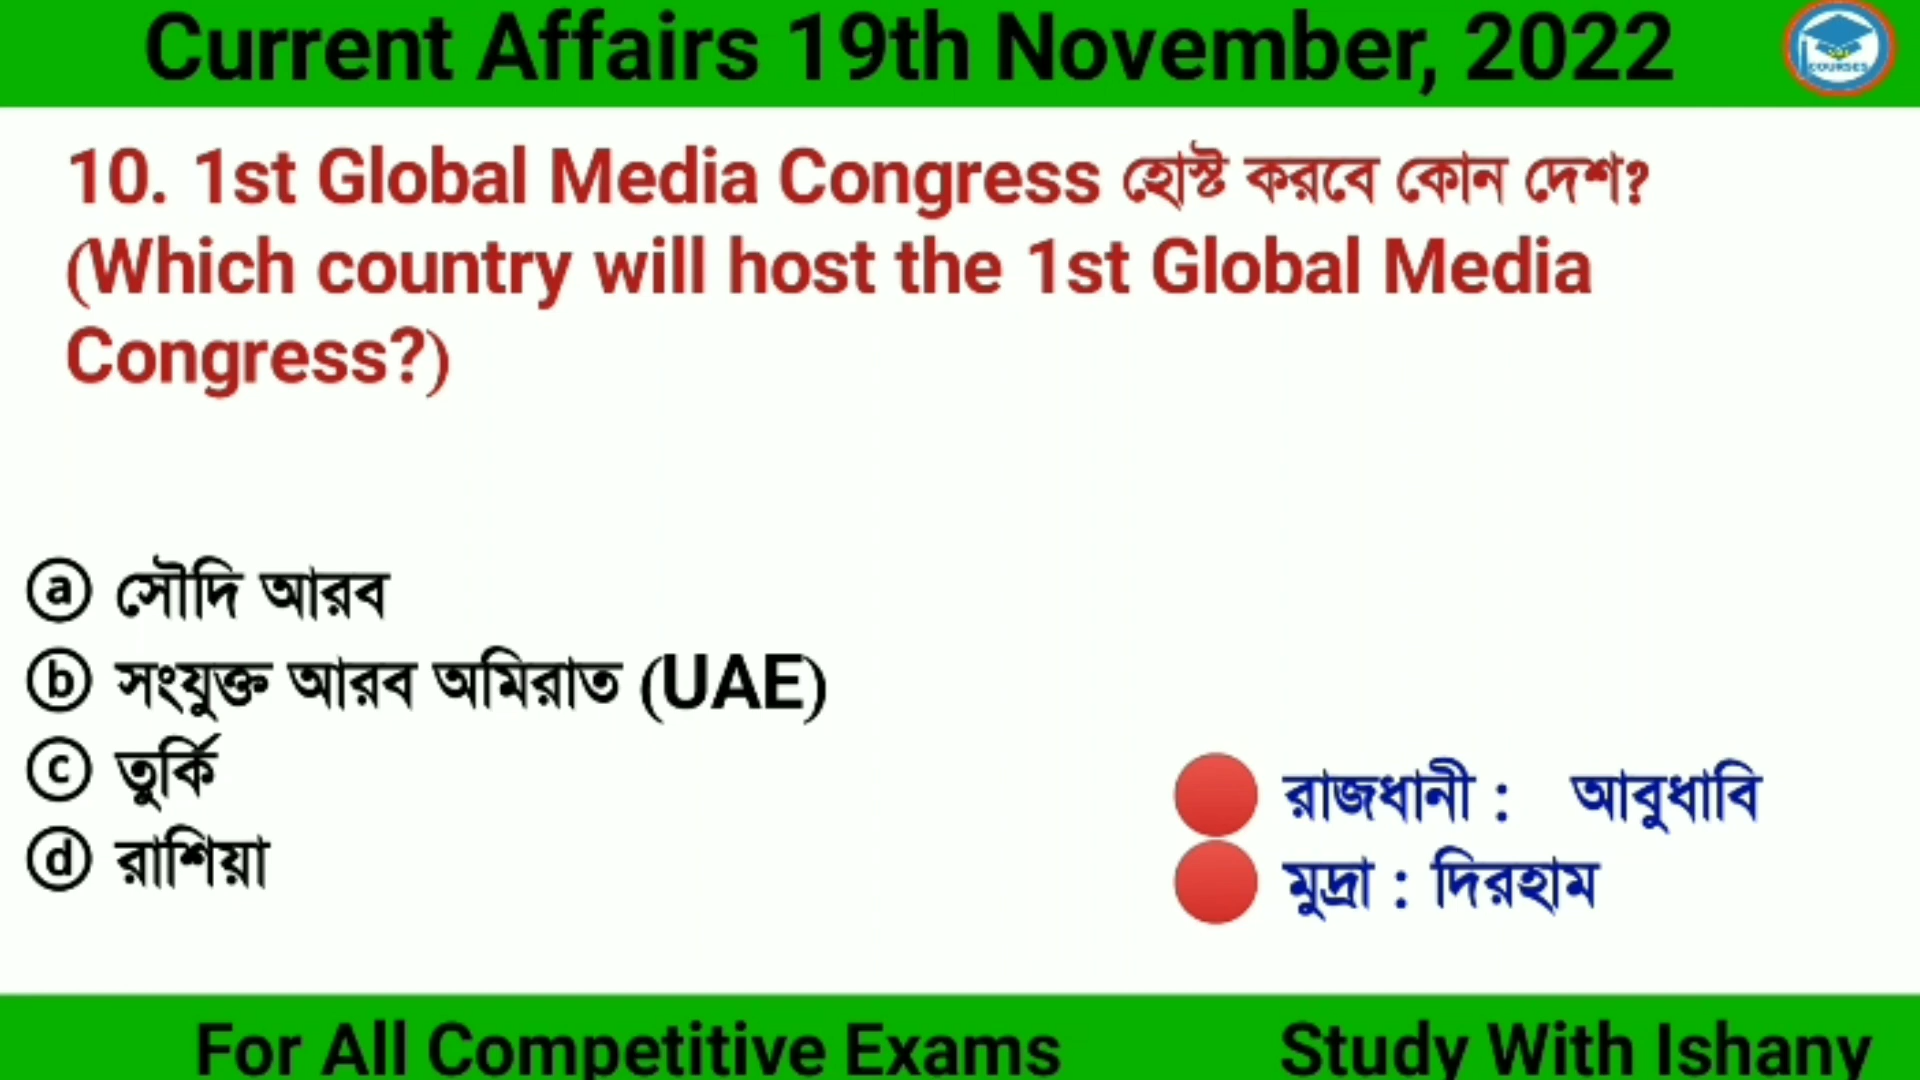 Current Affairs 19th November, 2022
COURSES
10. 1st Global Media Congress হোস্ট করবে কোন দেশ?
(Which country will host the 1st Global Media
Congress?)
ⓐ সৌদি আরব
ⓑ সংযুক্ত আরব অমিরাত (UAE)
ⓒ তুর্কি
ⓓ রাশিয়া
রাজধানী : আবুধাবি
মুদ্রা : দিরহাম
For All Competitive Exams Study With Ishany